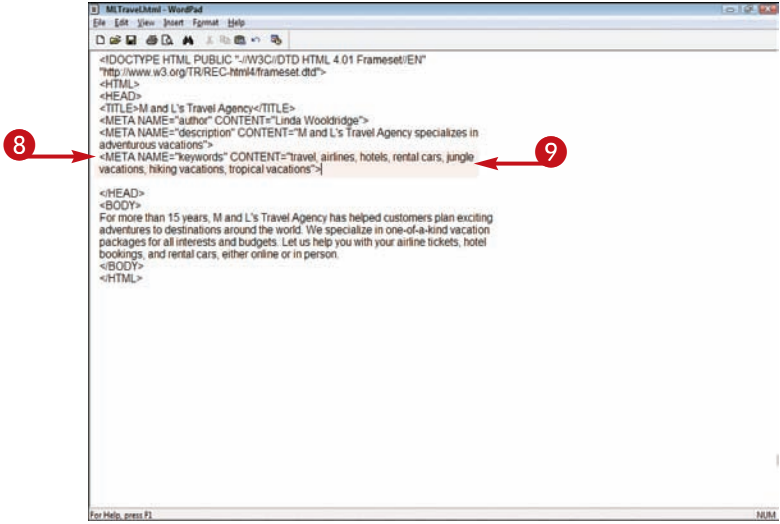 MLTravel.html - WordPad
File Edit View Insert Format Help
<!DOCTYPE HTML PUBLIC "-//W3C//DTD HTML 4.01 Frameset//EN"
"http://www.w3.org/TR/REC-html4/frameset.dtd">
<HTML>
<HEAD>
<TITLE>M and L's Travel Agency</TITLE>
<META NAME="author" CONTENT="Linda Wooldridge">
<META NAME="description" CONTENT="M and L's Travel Agency specializes in
adventurous vacations">
8 <META NAME="keywords" CONTENT="travel, airlines, hotels, rental cars, jungle 9
vacations, hiking vacations, tropical vacations">
</HEAD>
<BODY>
For more than 15 years, M and L's Travel Agency has helped customers plan exciting
adventures to destinations around the world. We specialize in one-of-a-kind vacation
packages for all interests and budgets. Let us help you with your airline tickets, hotel
bookings, and rental cars, either online or in person.
</BODY>
</HTML>
For Help, press F1
NUM